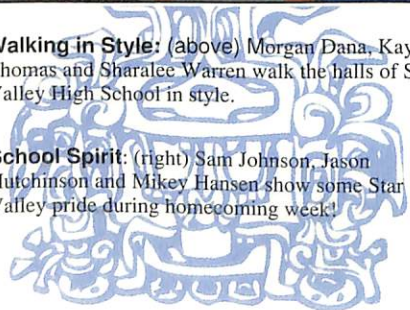 Walking in Style: (above) Morgan Dana, Kay
Thomas and Sharalee Warren walk the halls of S
Valley High School in style.
School Spirit: (right) Sam Johnson, Jason
Hutchinson and Mikey Hansen show some Star
Valley pride during homecoming week!